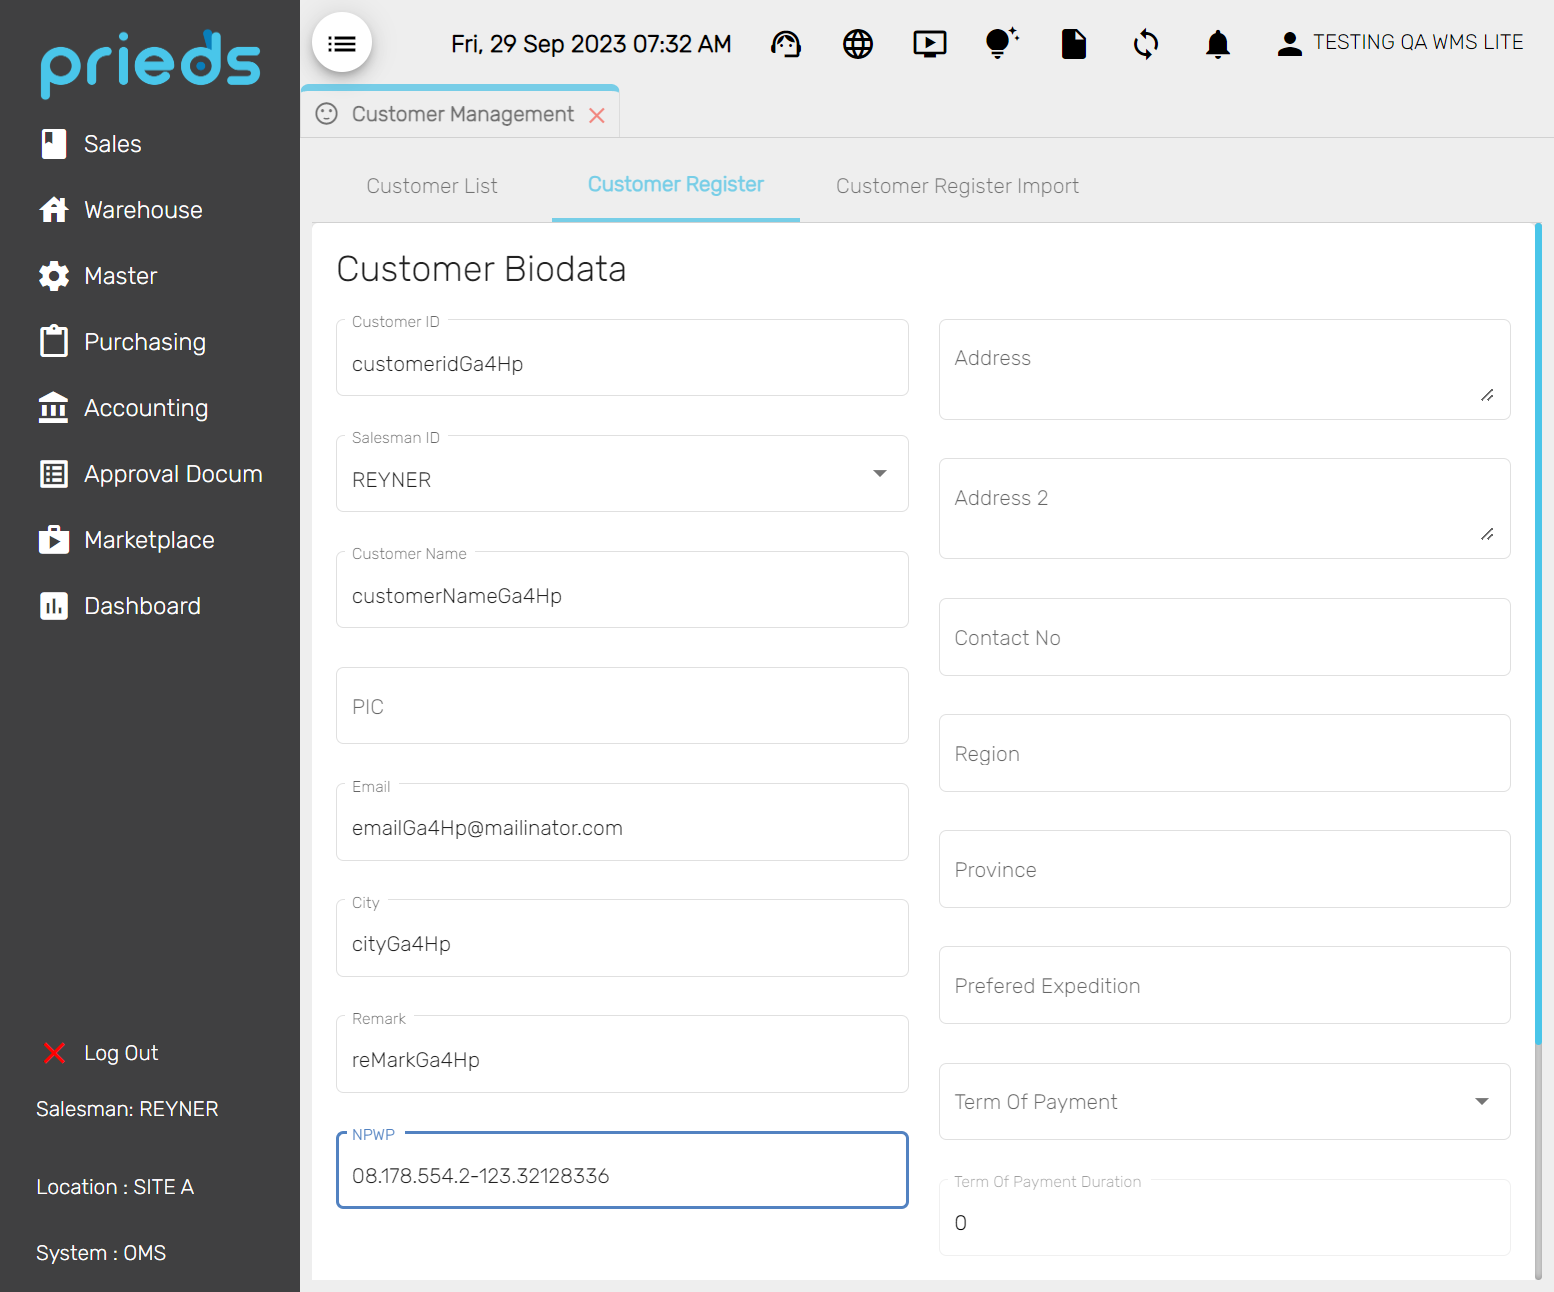 prieds
Fri, 29 Sep 2023 07:32 AM
TESTING QA WMS LITE
Sales
Warehouse
Master
Purchasing
Accounting
Approval Docum
Marketplace
Dashboard
Log Out
Salesman: REYNER
Location : SITE A
System : OMS
Customer Management
Customer List
Customer Register
Customer Register Import
Customer Biodata
Customer ID
customeridGa4Hp
Salesman ID
REYNER
Customer Name
customerNameGa4Hp
PIC
Email
emailGa4Hp@mailinator.com
City
cityGa4Hp
Remark
reMarkGa4Hp
NPWP
08.178.554.2-123.32128336
Address
Address 2
Contact No
Region
Province
Prefered Expedition
Term Of Payment
Term Of Payment Duration
0